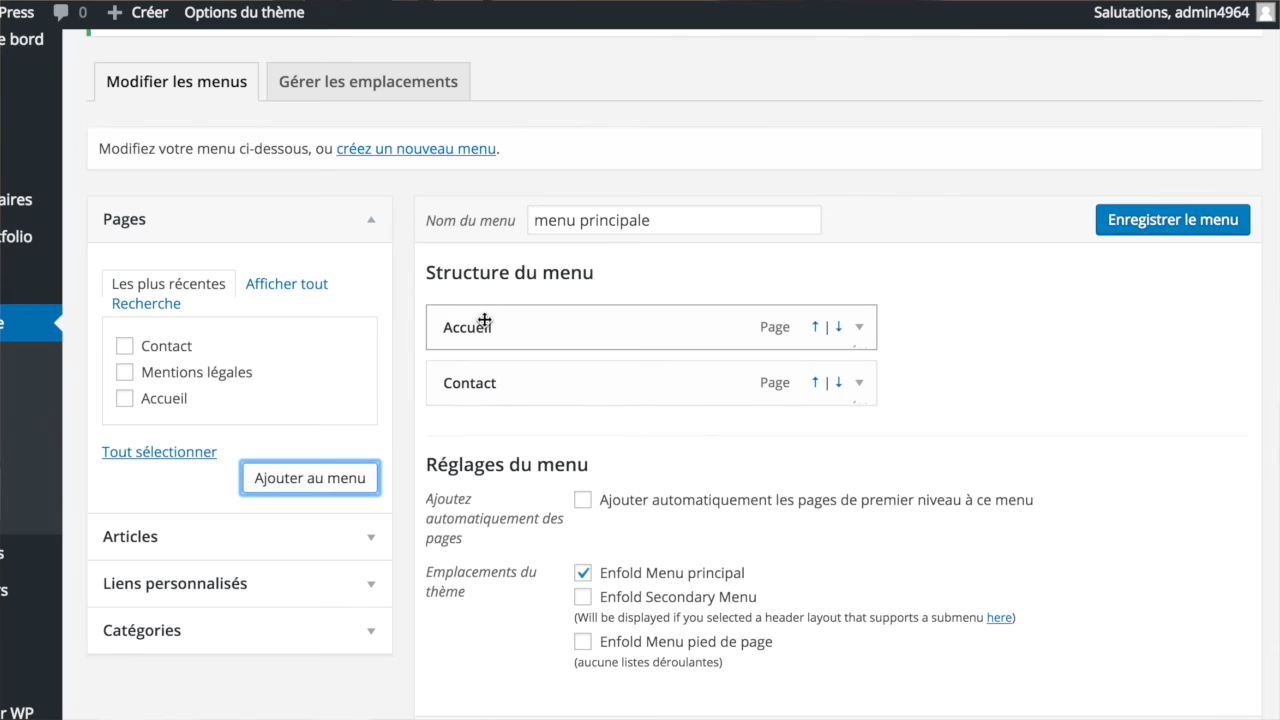 Press 0 Créer Options du thème Salutations, admin4964
e bord
Modifier les menus Gérer les emplacements
Modifiez votre menu ci-dessous, ou créez un nouveau menu.
aires
tfolio
e
s
rs
r WP
Pages
Les plus récentes Afficher tout
Recherche
Contact
Mentions légales
Accueil
Tout sélectionner
Ajouter au menu
Articles
Liens personnalisés
Catégories
Nom du menu menu principale Enregistrer le menu
Structure du menu
Accueil Page ↑ | ↓
Contact Page ↑ | ↓
Réglages du menu
Ajoutez
automatiquement des
pages
Ajouter automatiquement les pages de premier niveau à ce menu
Emplacements du
thème
Enfold Menu principal
Enfold Secondary Menu
(Will be displayed if you selected a header layout that supports a submenu here)
Enfold Menu pied de page
(aucune listes déroulantes)